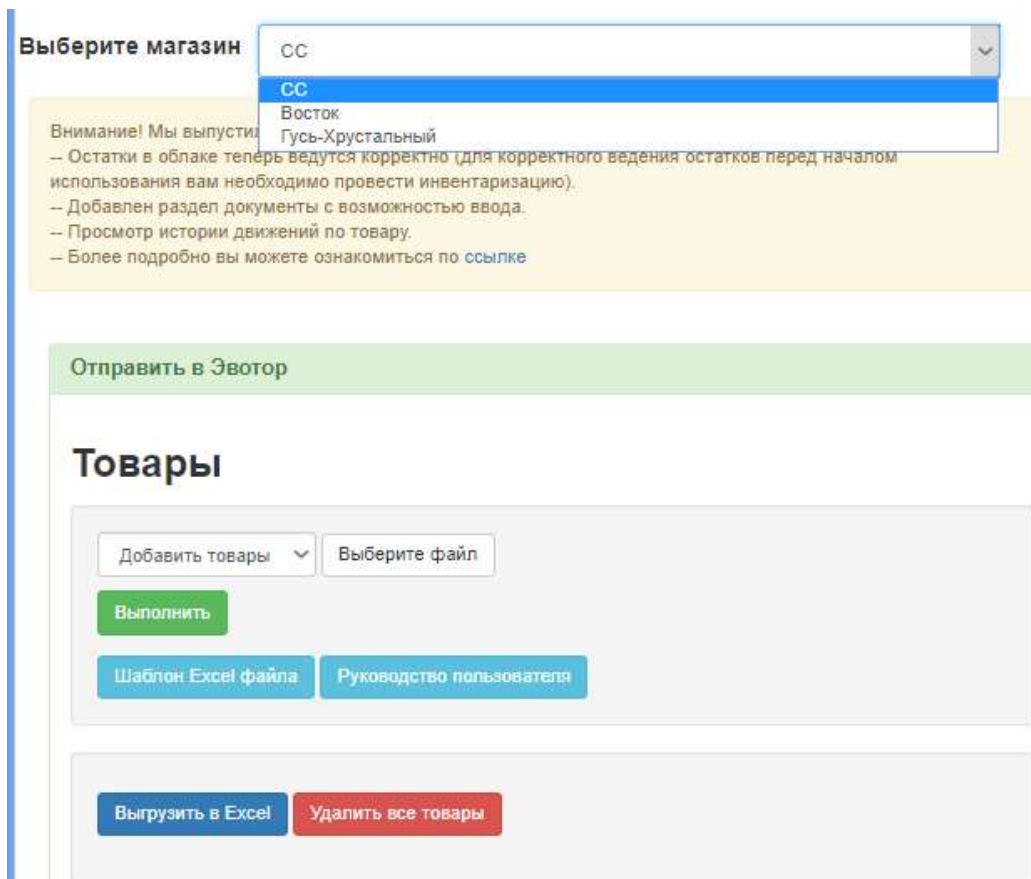 Выберите магазин
СС
СС
Восток
Гусь-Хрустальный
Внимание! Мы выпустил
-- Остатки в облаке теперь ведутся корректно (для корректного ведения остатков перед началом
использования вам необходимо провести инвентаризацию).
-- Добавлен раздел документы с возможностью ввода.
-- Просмотр истории движений по товару.
-- Более подробно вы можете ознакомиться по ссылке
Отправить в Эвотор
Товары
Добавить товары Выберите файл
Выполнить
Шаблон Excel файла Руководство пользователя
Выгрузить в Excel Удалить все товары